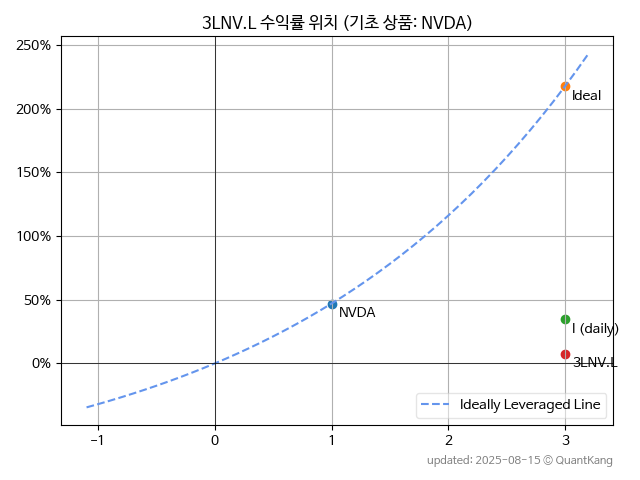 3LNV.L 수익률 위치 (기초 상품: NVDA)
250%
200%
150%
100%
50%
0%
Ideal
NVDA
I (daily)
3LNV.L
Ideally Leveraged Line
−1
0
1
2
3
updated: 2025-08-15 © QuantKang